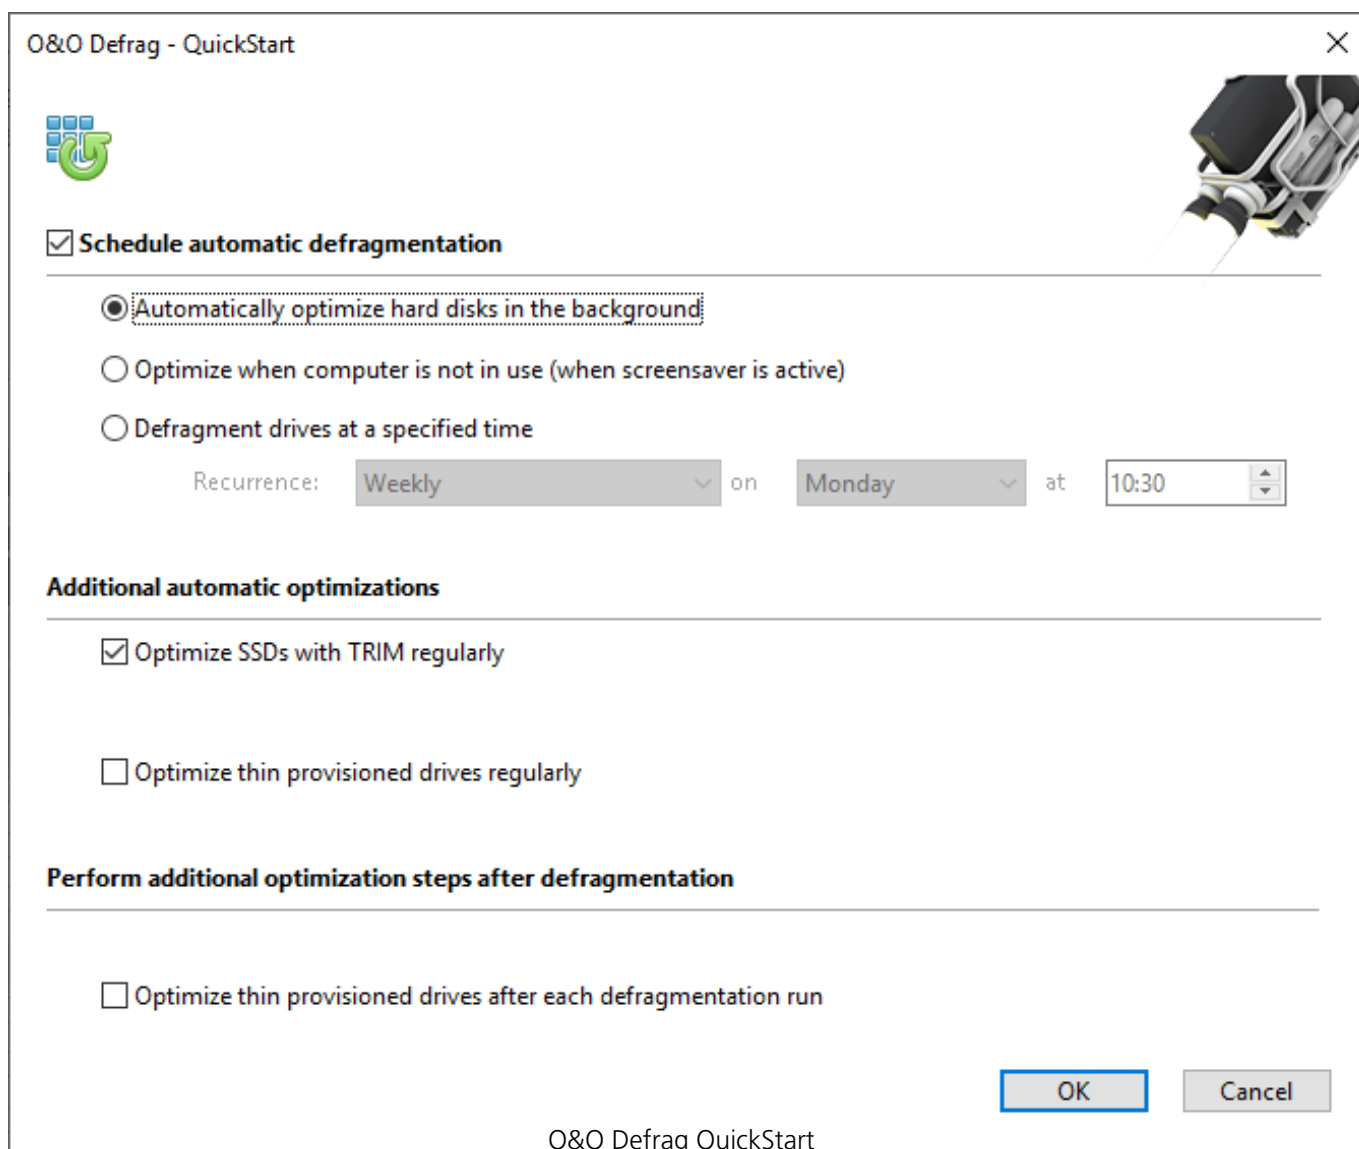 O&O Defrag - QuickStart
Schedule automatic defragmentation
Automatically optimize hard disks in the background
Optimize when computer is not in use (when screensaver is active)
Defragment drives at a specified time
Recurrence: Weekly on Monday at 10:30
Additional automatic optimizations
Optimize SSDs with TRIM regularly
Optimize thin provisioned drives regularly
Perform additional optimization steps after defragmentation
Optimize thin provisioned drives after each defragmentation run
OK Cancel
O&O Defrag QuickStart